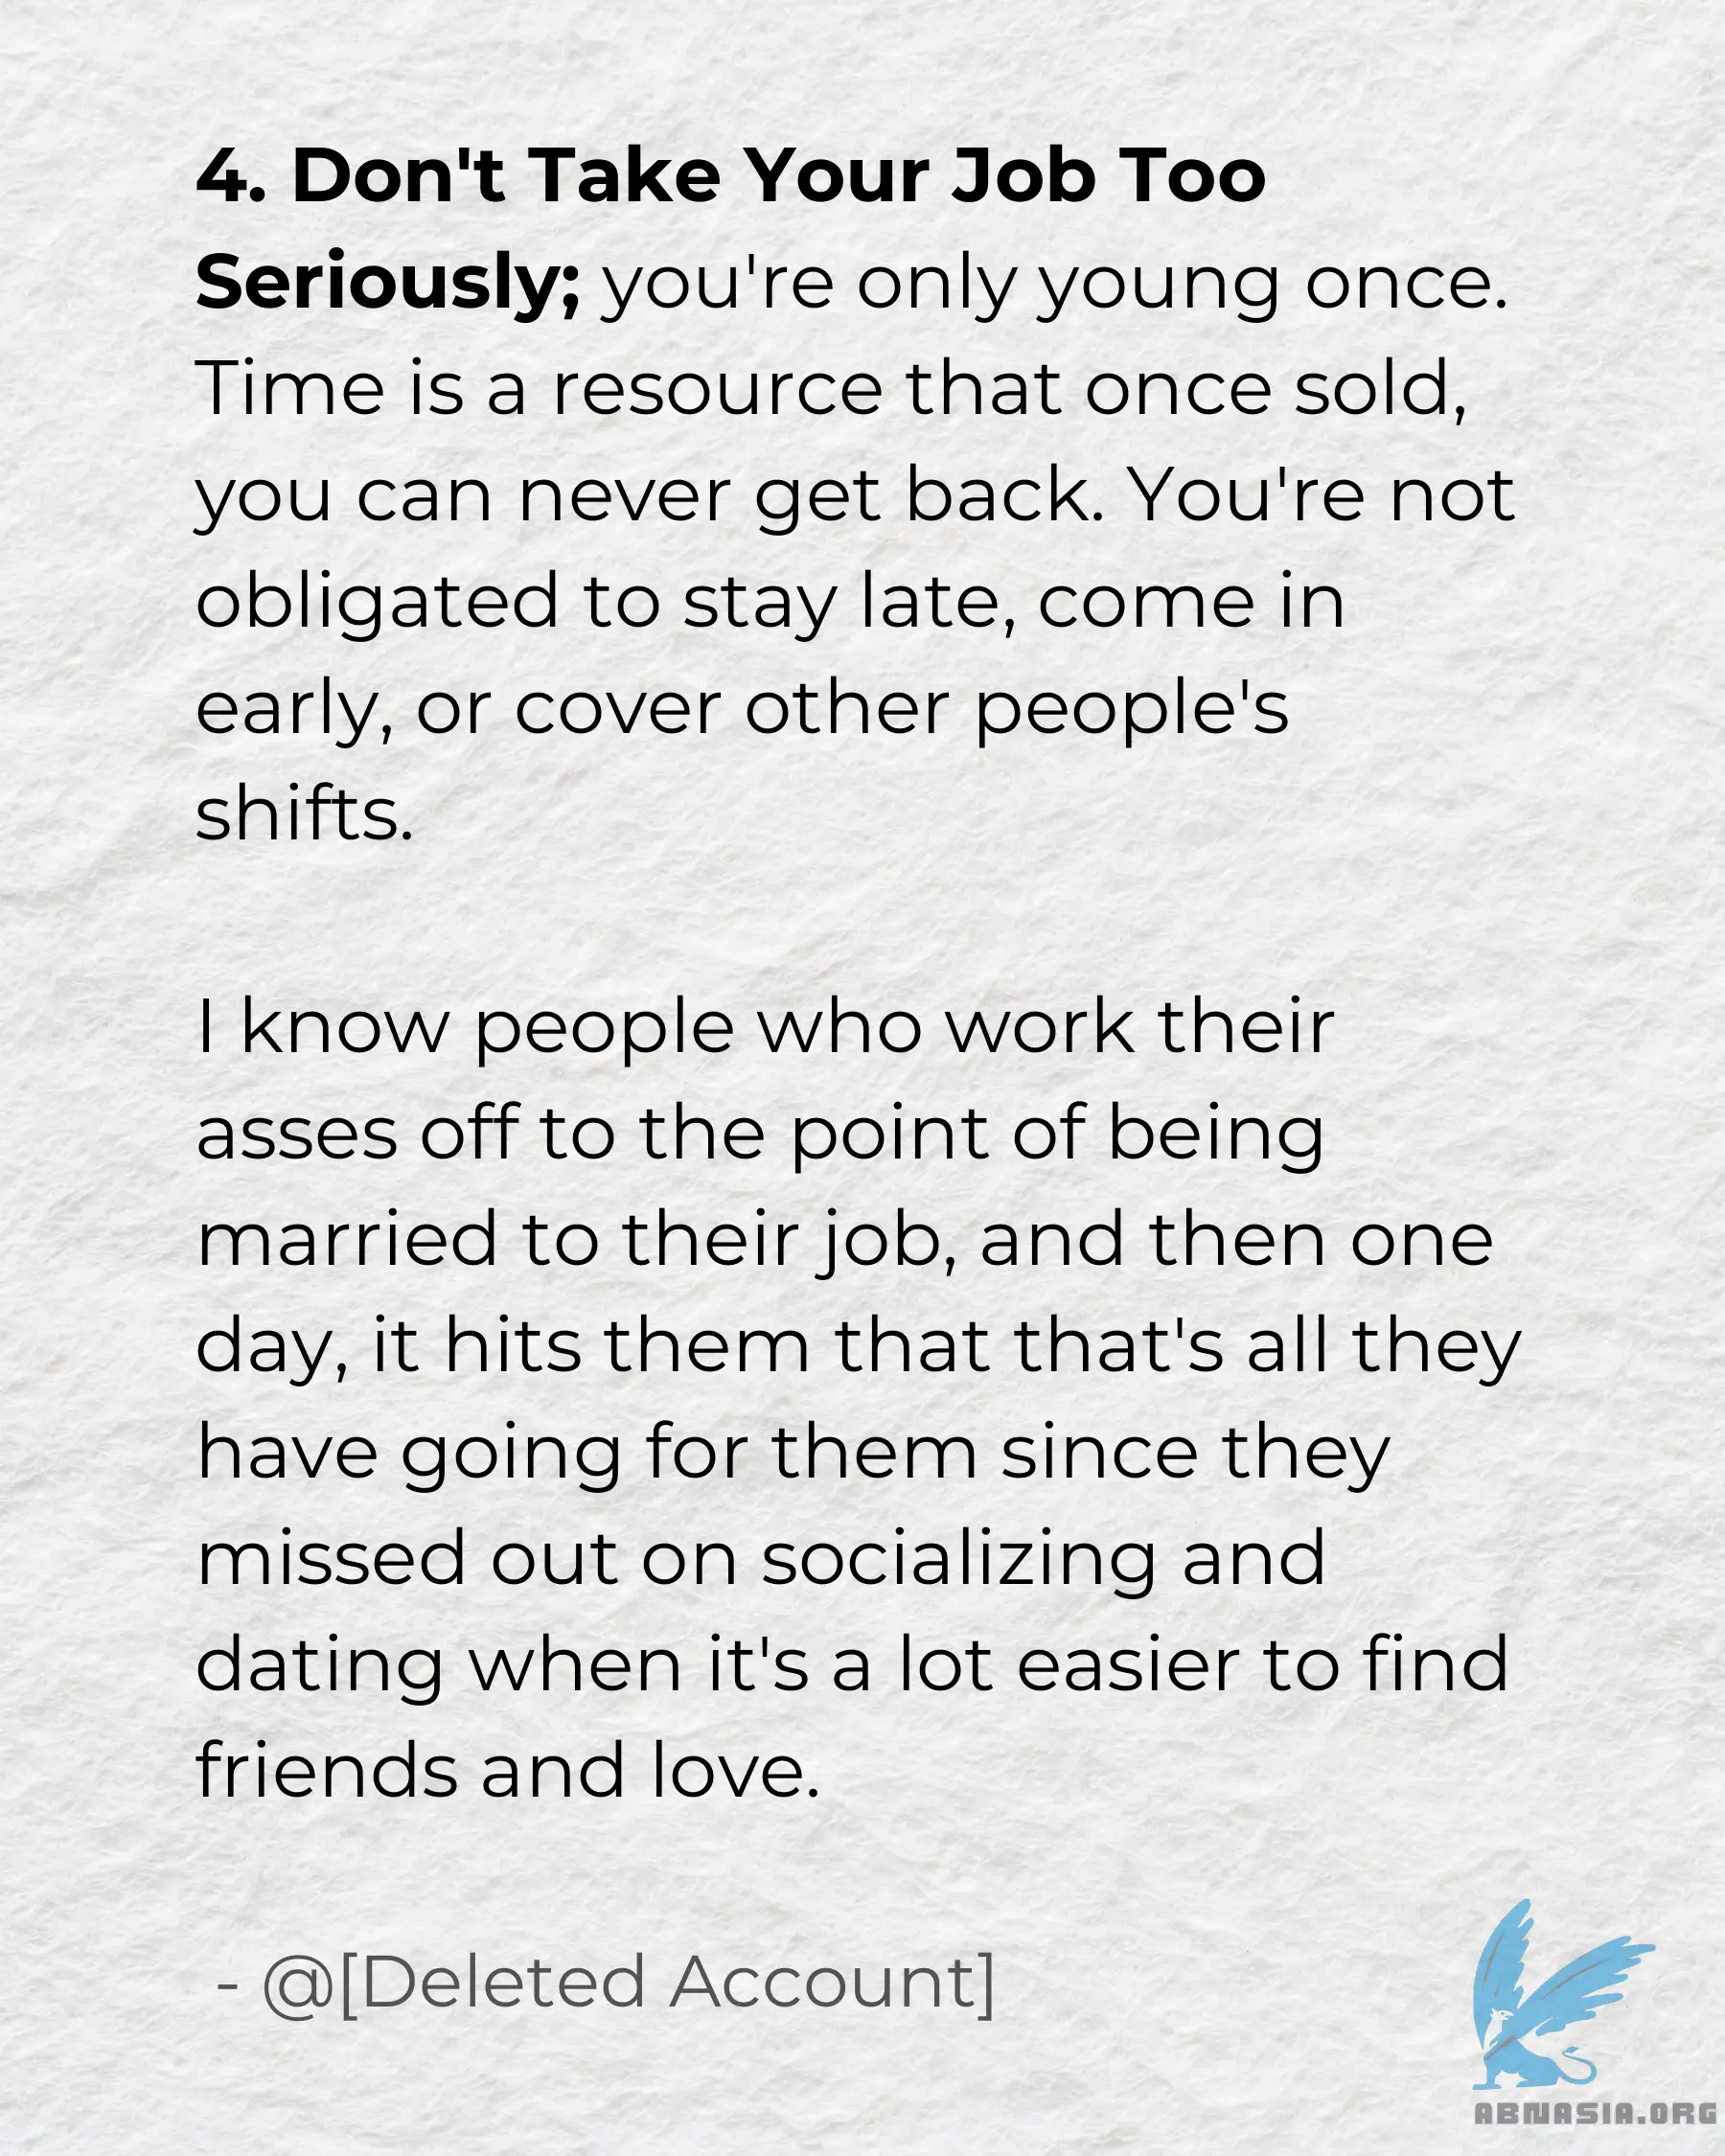 4. Don't Take Your Job Too
Seriously; you're only young once.
Time is a resource that once sold,
you can never get back. You're not
obligated to stay late, come in
early, or cover other people's
shifts.
I know people who work their
asses off to the point of being
married to their job, and then one
day, it hits them that that's all they
have going for them since they
missed out on socializing and
dating when it's a lot easier to find
friends and love.
- @[Deleted Account]
ABNASIA.ORG